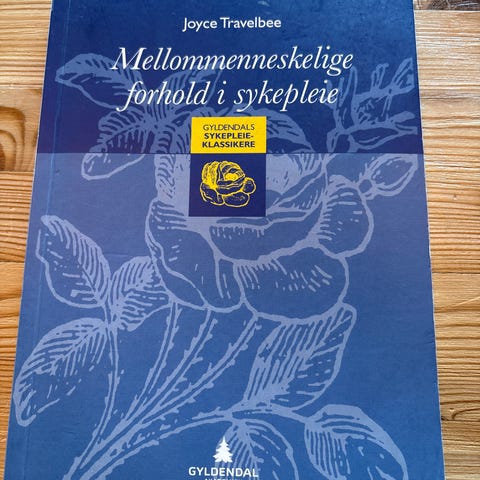 Joyce Travelbee
Mellommenneskelige
forhold i sykepleie
GYLDENDALS
SYKEPLEIE-
KLASSIKERE
GYLDENDAL